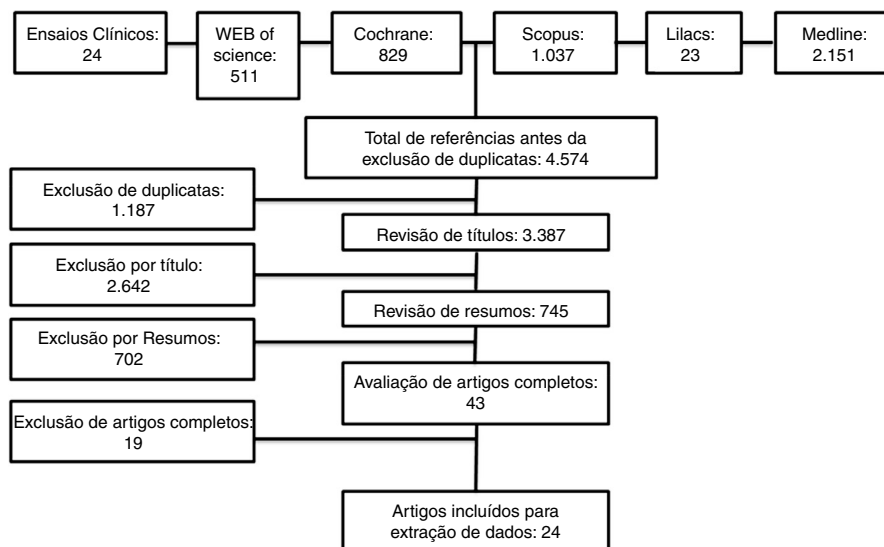 Ensaios Clínicos:
24
WEB of
science:
511
Cochrane:
829
Scopus:
1.037
Lilacs:
23
Medline:
2.151
Total de referências antes da
exclusão de duplicatas: 4.574
Exclusão de duplicatas:
1.187
Revisão de títulos: 3.387
Exclusão por título:
2.642
Revisão de resumos: 745
Exclusão por Resumos:
702
Avaliação de artigos completos:
43
Exclusão de artigos completos:
19
Artigos incluídos para
extração de dados: 24